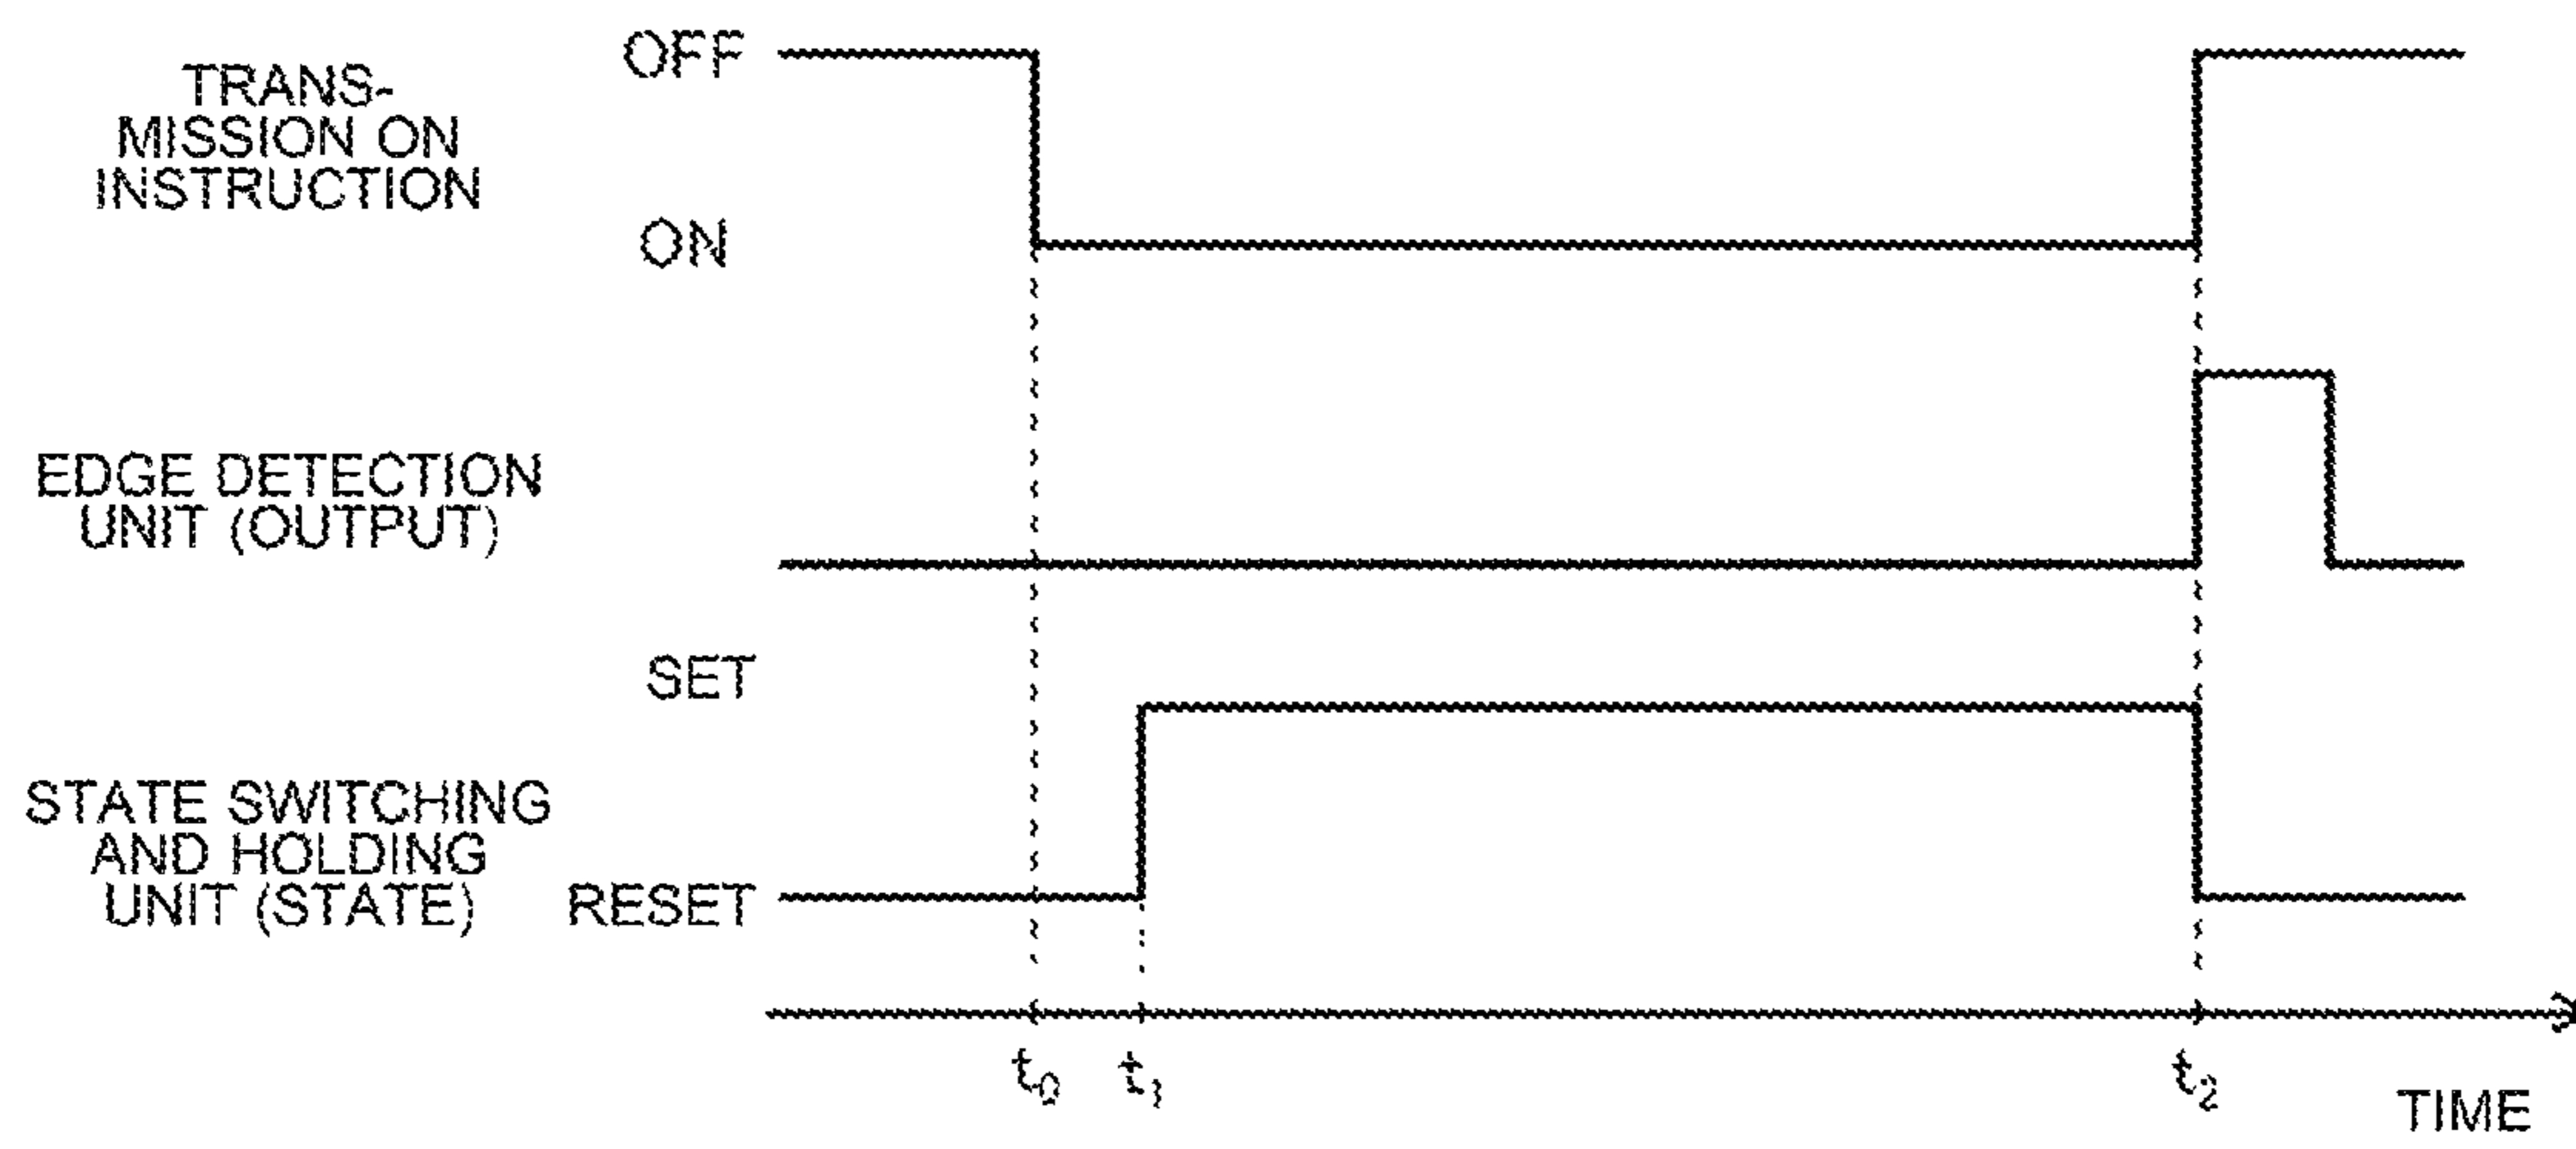 TRANS-
MISSION ON
INSTRUCTION
OFF
ON
EDGE DETECTION
UNIT (OUTPUT)
SET
STATE SWITCHING
AND HOLDING
UNIT (STATE)
RESET
t0
t1
t2
TIME